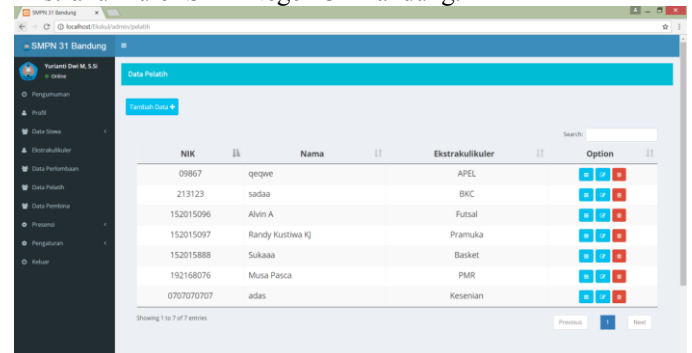 SMPN 31 Bandung
localhost/Ekskul/admin/pelatih
SMPN 31 Bandung
Yurianti Dwi M, S.Si
Online
Pengumuman
Profil
Data Siswa
Ekstrakulikuler
Data Perlombaan
Data Pelatih
Data Pembina
Presensi
Pengaturan
Keluar
Data Pelatih
Tambah Data
Search:
NIK Nama Ekstrakulikuler Option
09867 qeqwe APEL
213123 sadaa BKC
152015096 Alvin A Futsal
152015097 Randy Kustiwa KJ Pramuka
152015888 Sukaaa Basket
192168076 Musa Pasca PMR
0707070707 adas Kesenian
Showing 1 to 7 of 7 entries
Previous 1 Next